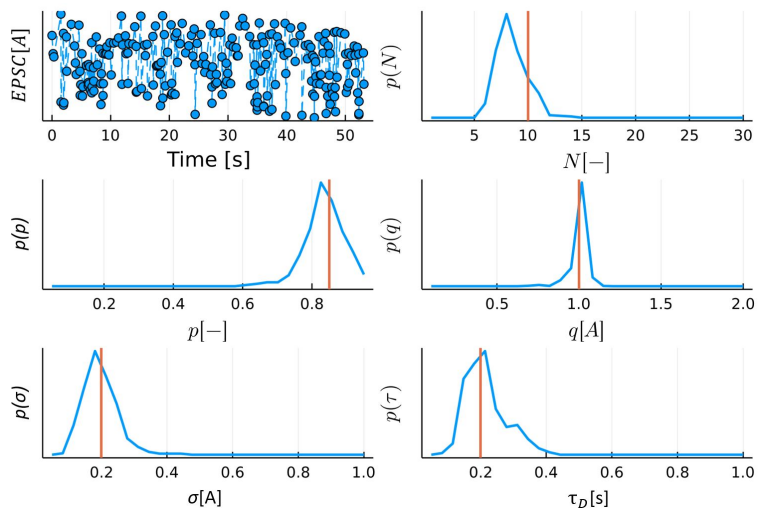 EPSC[A]
0 10 20 30 40 50
Time [s]
p(N)
5 10 15 20 25 30
N[−]
p(p)
0.2 0.4 0.6 0.8
p[−]
p(q)
0.5 1.0 1.5 2.0
q[A]
p(σ)
0.2 0.4 0.6 0.8 1.0
σ[A]
p(τ)
0.2 0.4 0.6 0.8 1.0
τD[s]